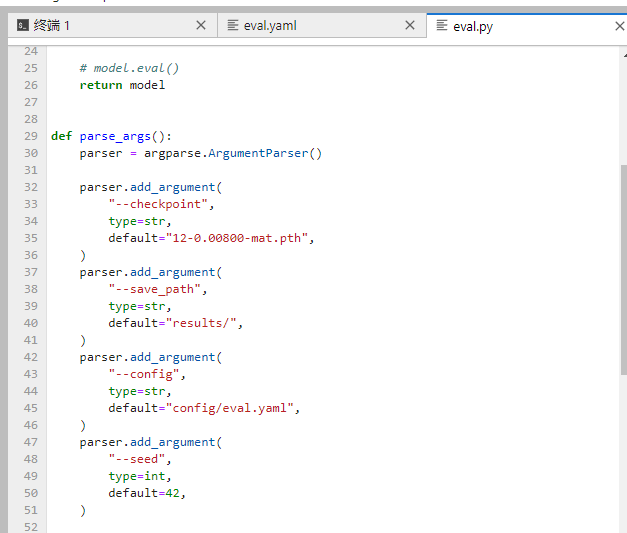 终端 1
eval.yaml
eval.py
24
25 # model.eval()
26 return model
27
28
29 def parse_args():
30 parser = argparse.ArgumentParser()
31
32 parser.add_argument(
33 "--checkpoint",
34 type=str,
35 default="12-0.00800-mat.pth",
36 )
37 parser.add_argument(
38 "--save_path",
39 type=str,
40 default="results/",
41 )
42 parser.add_argument(
43 "--config",
44 type=str,
45 default="config/eval.yaml",
46 )
47 parser.add_argument(
48 "--seed",
49 type=int,
50 default=42,
51 )
52